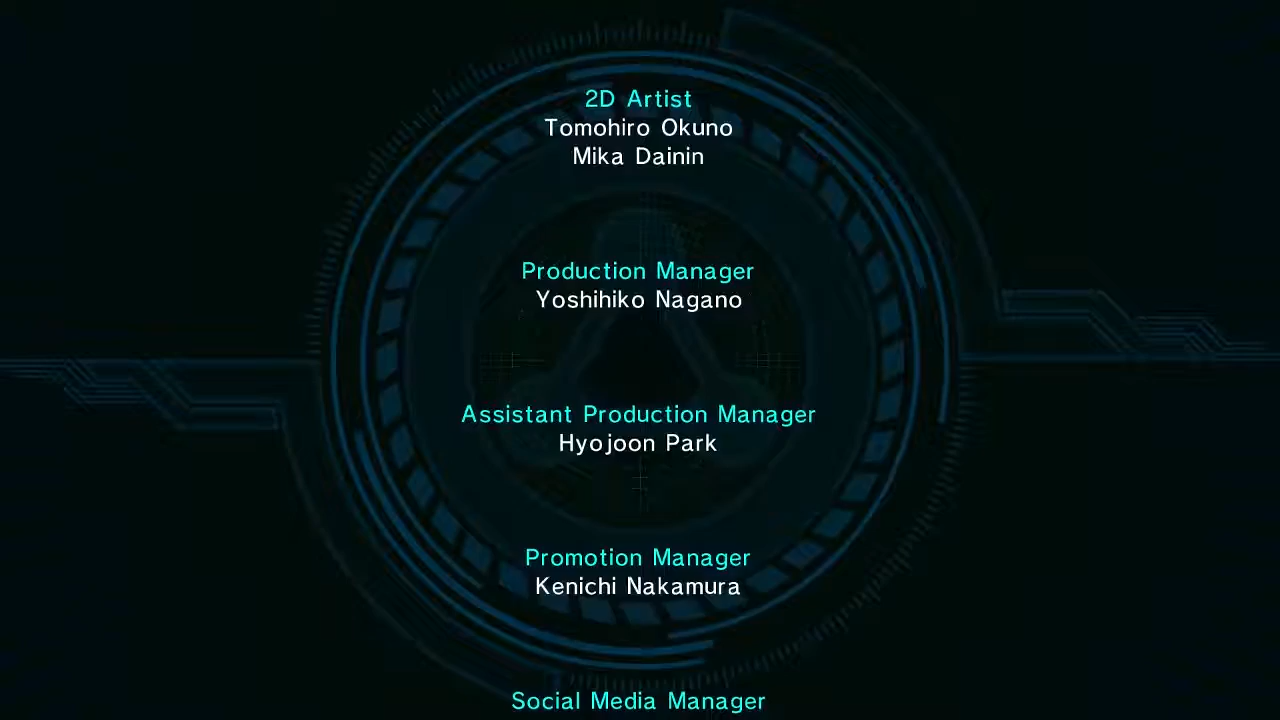 2D Artist
Tomohiro Okuno
Mika Dainin
Production Manager
Yoshihiko Nagano
Assistant Production Manager
Hyojoon Park
Promotion Manager
Kenichi Nakamura
Social Media Manager